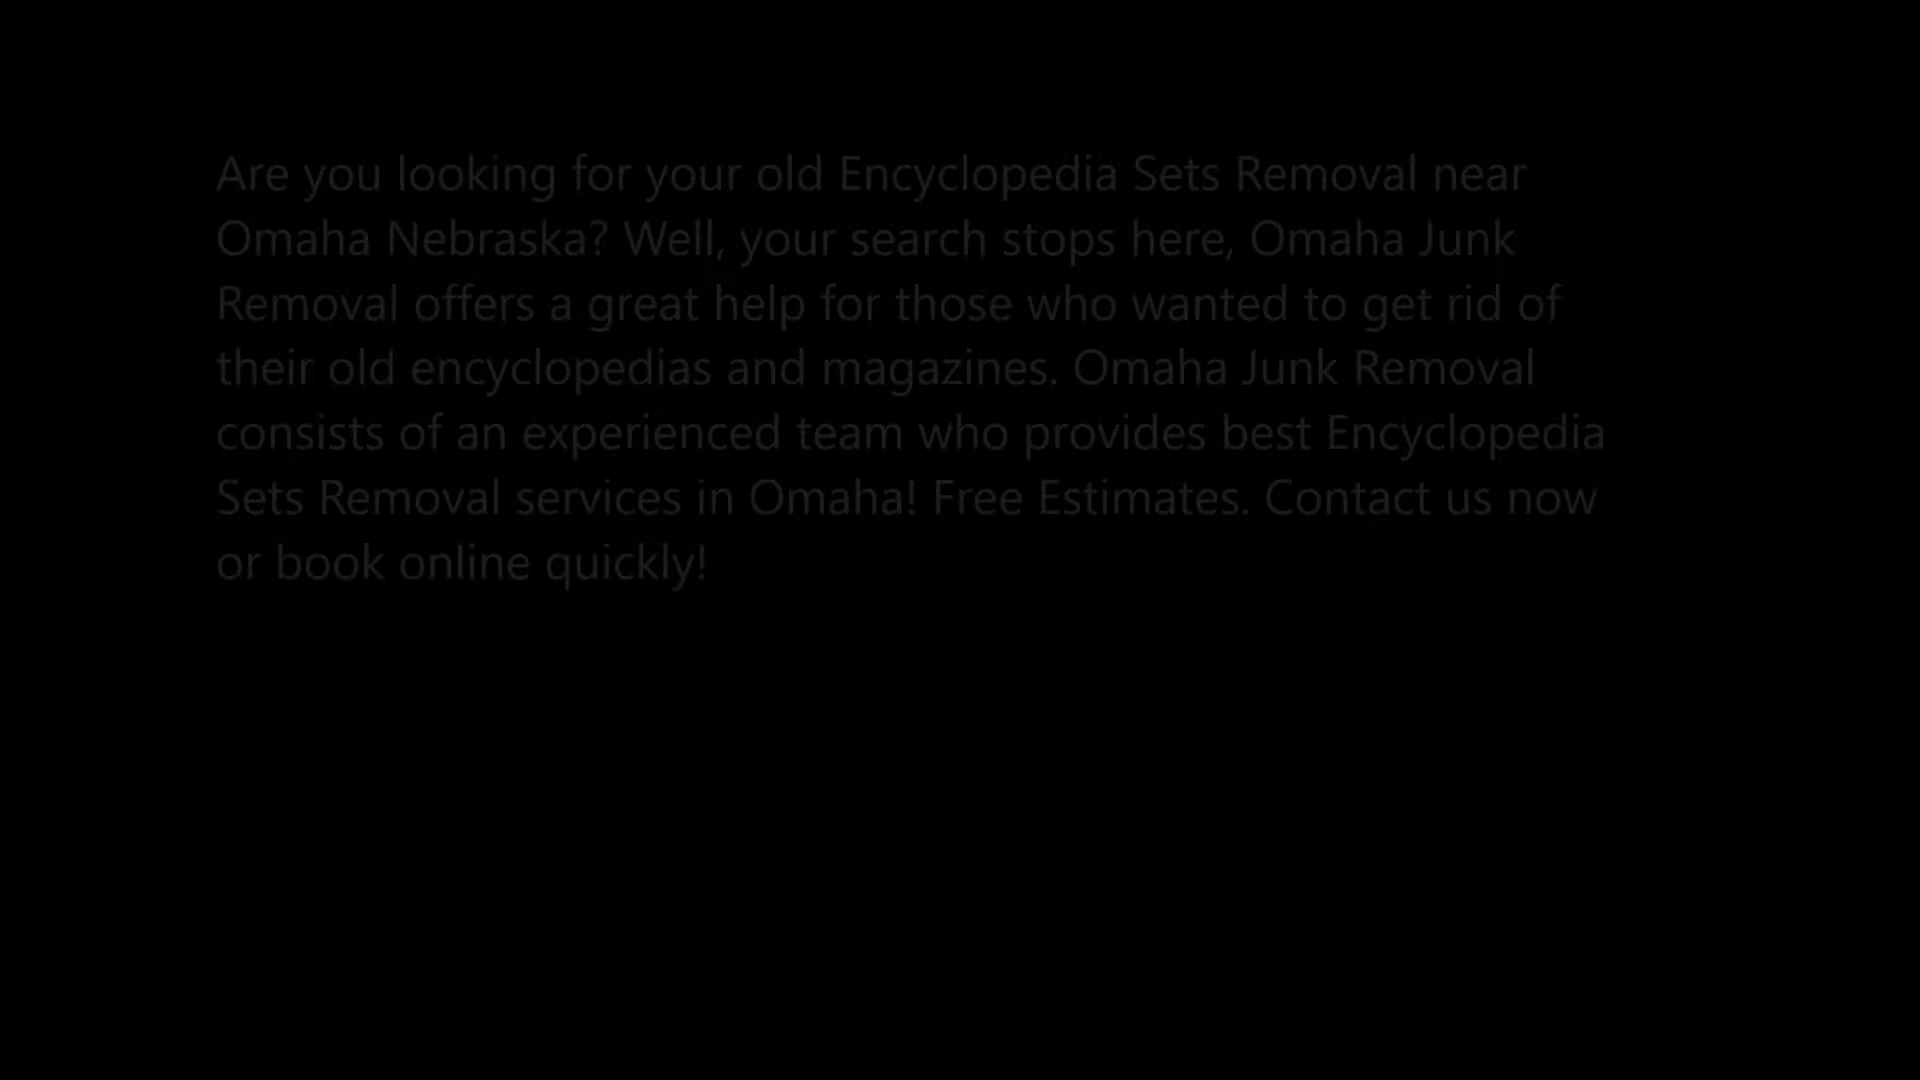 Are you looking for your old Encyclopedia Sets Removal near
Omaha Nebraska? Well, your search stops here, Omaha Junk
Removal offers a great help for those who wanted to get rid of
their old encyclopedias and magazines. Omaha Junk Removal
consists of an experienced team who provides best Encyclopedia
Sets Removal services in Omaha! Free Estimates. Contact us now
or book online quickly!